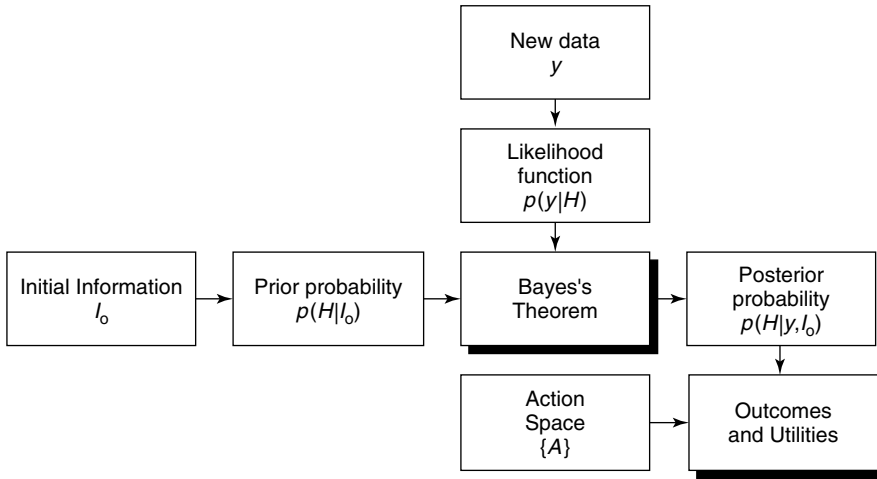 New data
y
Likelihood
function
p(y|H)
Initial Information
I₀
Prior probability
p(H|I₀)
Bayes's
Theorem
Posterior
probability
p(H|y,I₀)
Action
Space
{A}
Outcomes
and Utilities